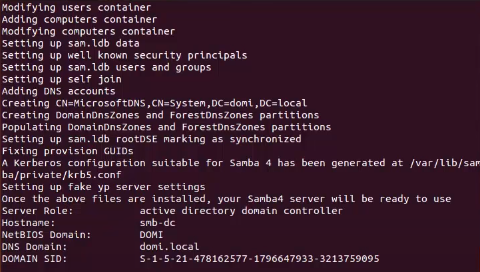 Modifying users container
Adding computers container
Modifying computers container
Setting up sam.ldb data
Setting up well known security principals
Setting up sam.ldb users and groups
Setting up self join
Adding DNS accounts
Creating CN=MicrosoftDNS,CN=System,DC=domi,DC=local
Creating DomainDnsZones and ForestDnsZones partitions
Populating DomainDnsZones and ForestDnsZones partitions
Setting up sam.ldb rootDSE marking as synchronized
Fixing provision GUIDs
A Kerberos configuration suitable for Samba 4 has been generated at /var/lib/sam
ba/private/krb5.conf
Setting up fake yp server settings
Once the above files are installed, your Samba4 server will be ready to use
Server Role:           active directory domain controller
Hostname:              smb-dc
NetBIOS Domain:        DOMI
DNS Domain:            domi.local
DOMAIN SID:            S-1-5-21-478162577-1796647933-3213759095